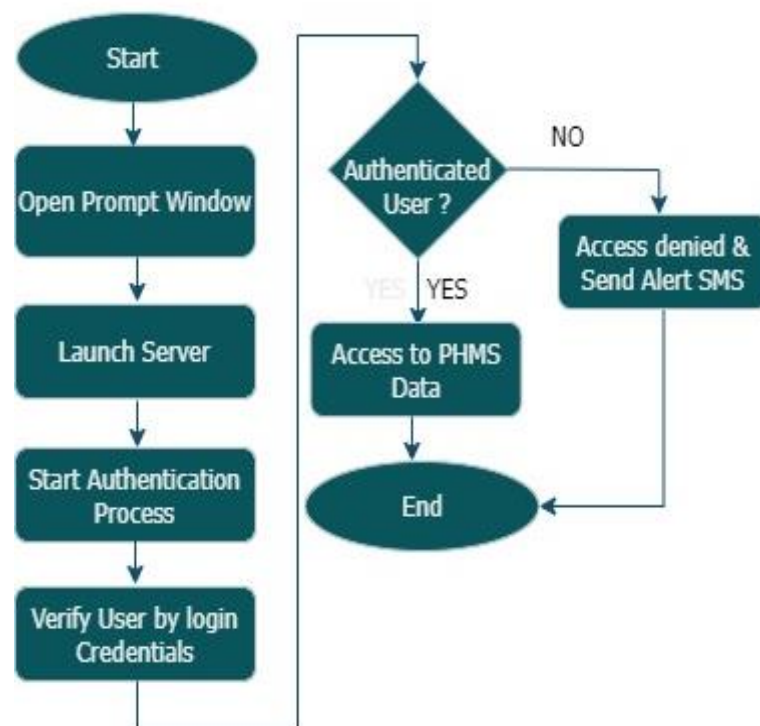 Start
Open Prompt Window
Launch Server
Start Authentication
Process
Verify User by login
Credentials
Authenticated
User ?
NO
YES YES
Access denied &
Send Alert SMS
Access to PHMS
Data
End